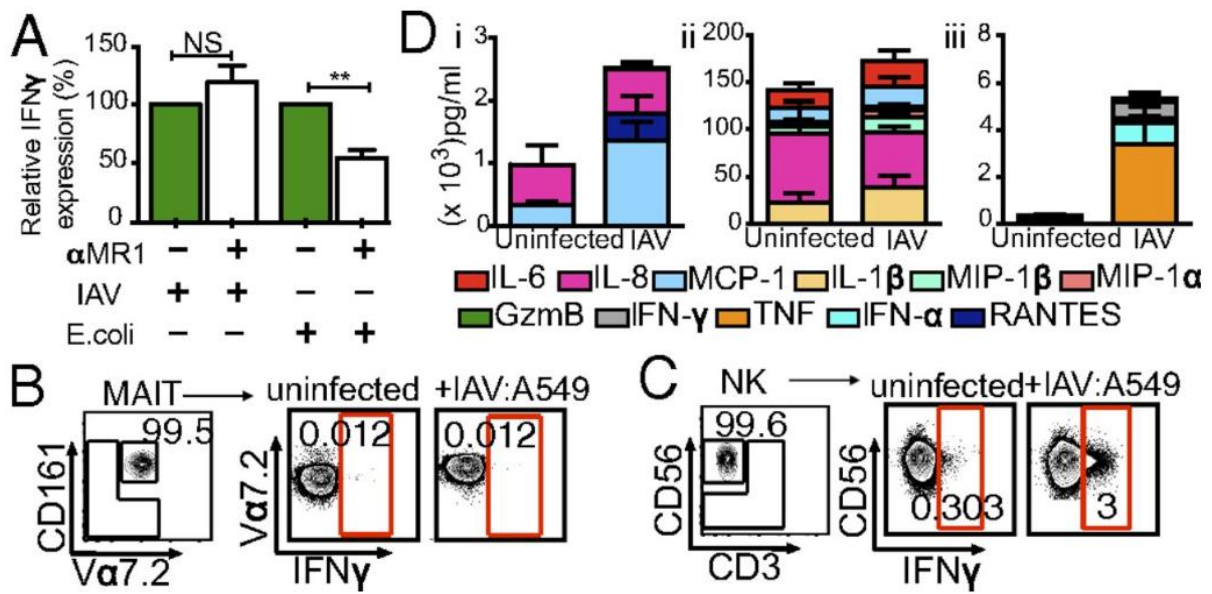 A
Relative IFNγ
expression (%)
150
100
50
0
NS
**
αMR1 − + − +
IAV + + − −
E.coli − − + +
D
i
(x 10³)pg/ml
3
2
1
0
Uninfected IAV
ii
200
150
100
50
0
Uninfected IAV
iii
8
6
4
2
0
Uninfected IAV
IL-6 IL-8 MCP-1 IL-1β MIP-1β MIP-1α
GzmB IFN-γ TNF IFN-α RANTES
B
MAIT uninfected +IAV:A549
99.5
CD161
Vα7.2
0.012
0.012
Vα7.2
IFNγ
C
NK uninfected +IAV:A549
99.6
CD56
CD3
CD56
0.303
3
IFNγ